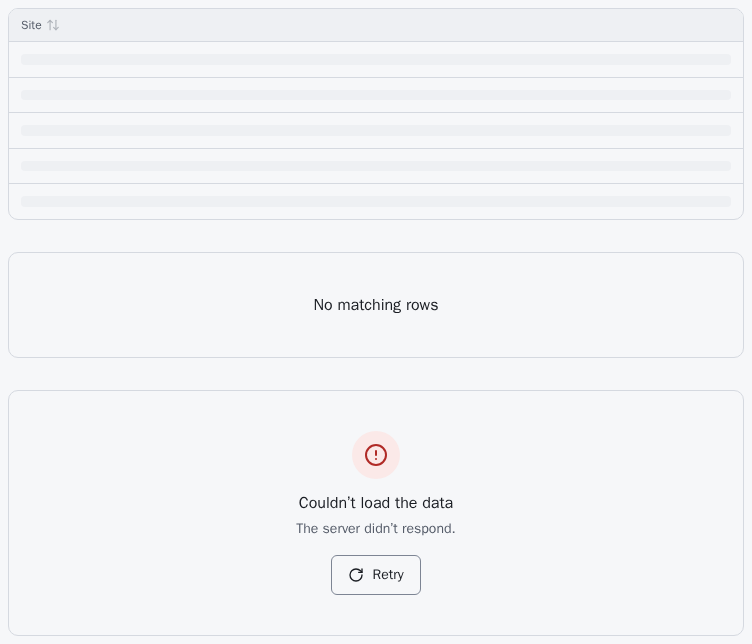 Site
No matching rows
Couldn’t load the data
The server didn’t respond.
Retry